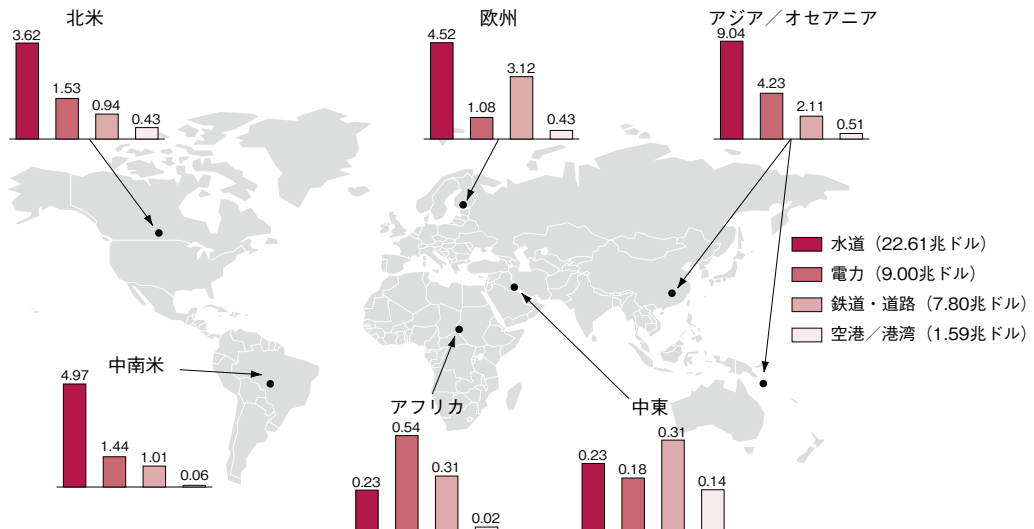 北米
3.62
1.53
0.94
0.43
欧州
4.52
1.08
3.12
0.43
アジア／オセアニア
9.04
4.23
2.11
0.51
水道（22.61兆ドル）
電力（9.00兆ドル）
鉄道・道路（7.80兆ドル）
空港／港湾（1.59兆ドル）
中南米
4.97
1.44
1.01
0.06
アフリカ
0.23
0.54
0.31
0.02
中東
0.23
0.18
0.31
0.14